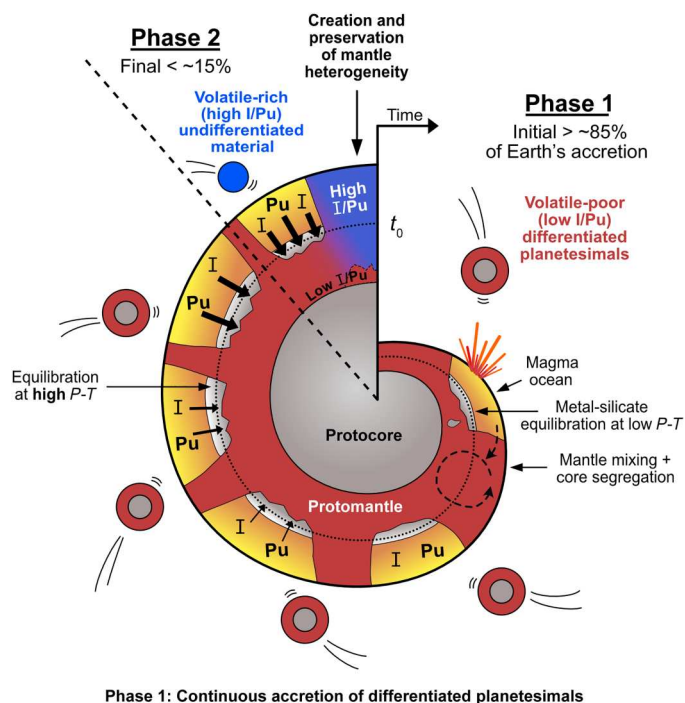 Phase 2
Final < ~15%
Creation and
preservation
of mantle
heterogeneity
Time
Phase 1
Initial > ~85%
of Earth's accretion
Volatile-rich
(high I/Pu)
undifferentiated
material
Volatile-poor
(low I/Pu)
differentiated
planetesimals
High
I/Pu
t0
Low I/Pu
Pu
I
I
Pu
Equilibration
at high P-T
I
Pu
I
Pu
I
Pu
Protocore
Protomantle
Magma
ocean
Metal-silicate
equilibration at low P-T
Mantle mixing +
core segregation
Phase 1: Continuous accretion of differentiated planetesimals